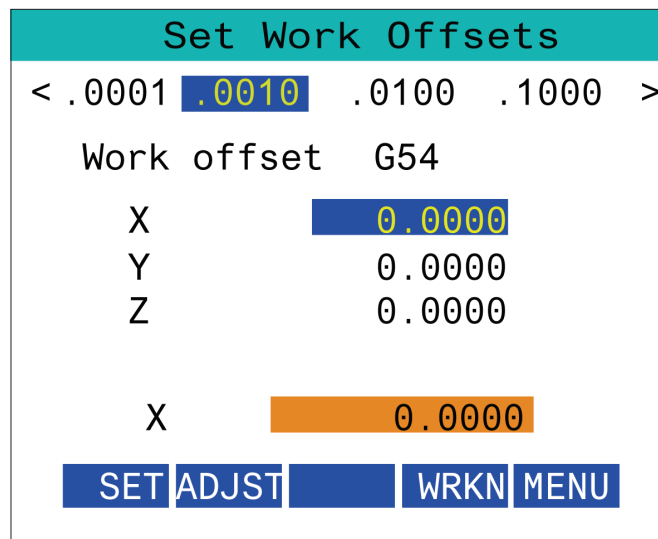 Set Work Offsets
< .0001 .0010 .0100 .1000 >
Work offset G54
X 0.0000
Y 0.0000
Z 0.0000
X 0.0000
SET ADJST WRKN MENU